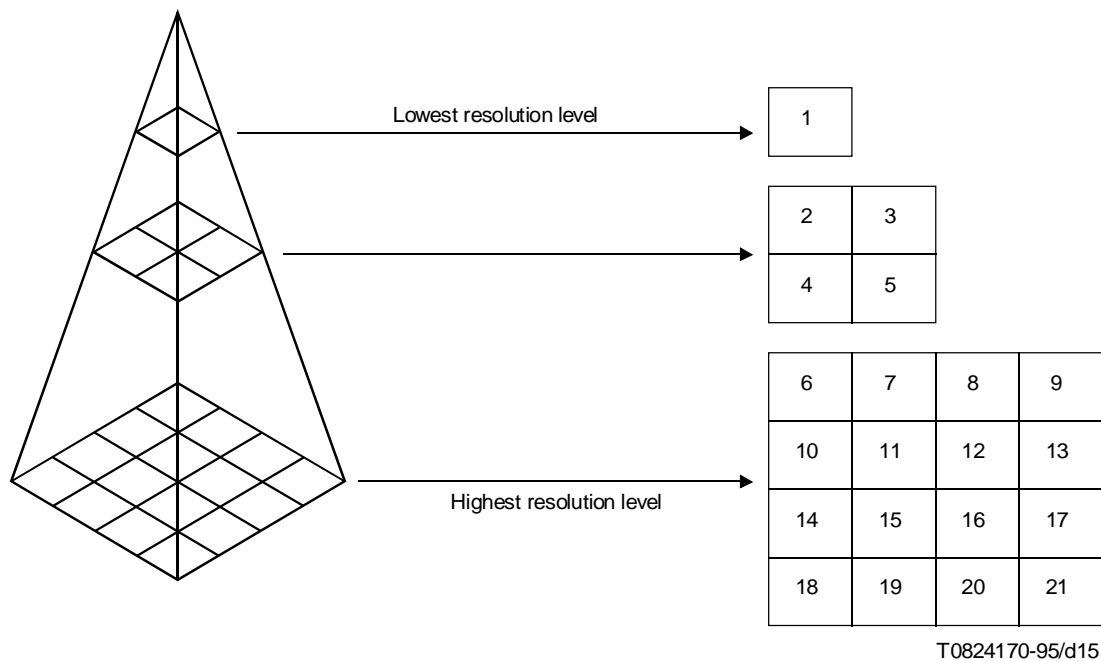 Lowest resolution level
1
2 3
4 5
6 7 8 9
10 11 12 13
Highest resolution level
14 15 16 17
18 19 20 21
T0824170-95/d15